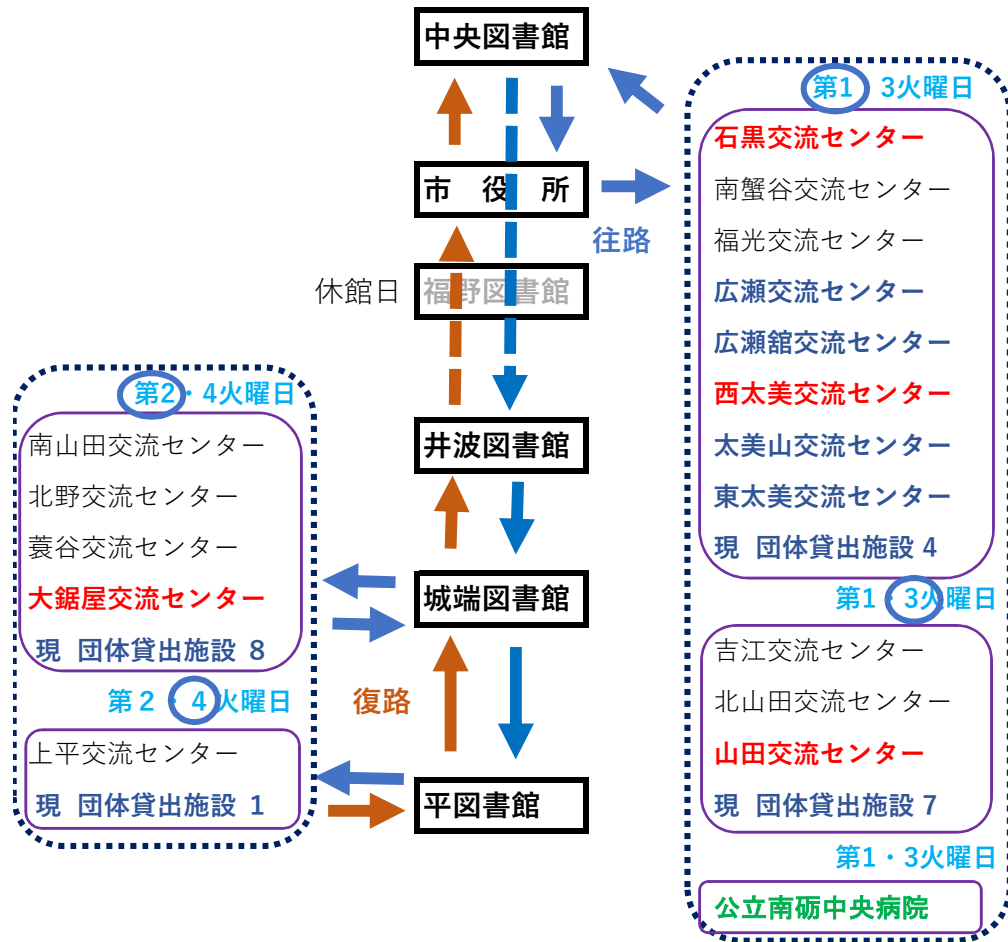 中央図書館
市　役　所
往路
休館日
福野図書館
井波図書館
城端図書館
復路
平図書館
第2・4火曜日
南山田交流センター
北野交流センター
蓑谷交流センター
大鋸屋交流センター
現 団体貸出施設 8
第２・４火曜日
上平交流センター
現 団体貸出施設 1
第1 3火曜日
石黒交流センター
南蟹谷交流センター
福光交流センター
広瀬交流センター
広瀬舘交流センター
西太美交流センター
太美山交流センター
東太美交流センター
現 団体貸出施設 4
第1・3火曜日
吉江交流センター
北山田交流センター
山田交流センター
現 団体貸出施設 7
第1・3火曜日
公立南砺中央病院